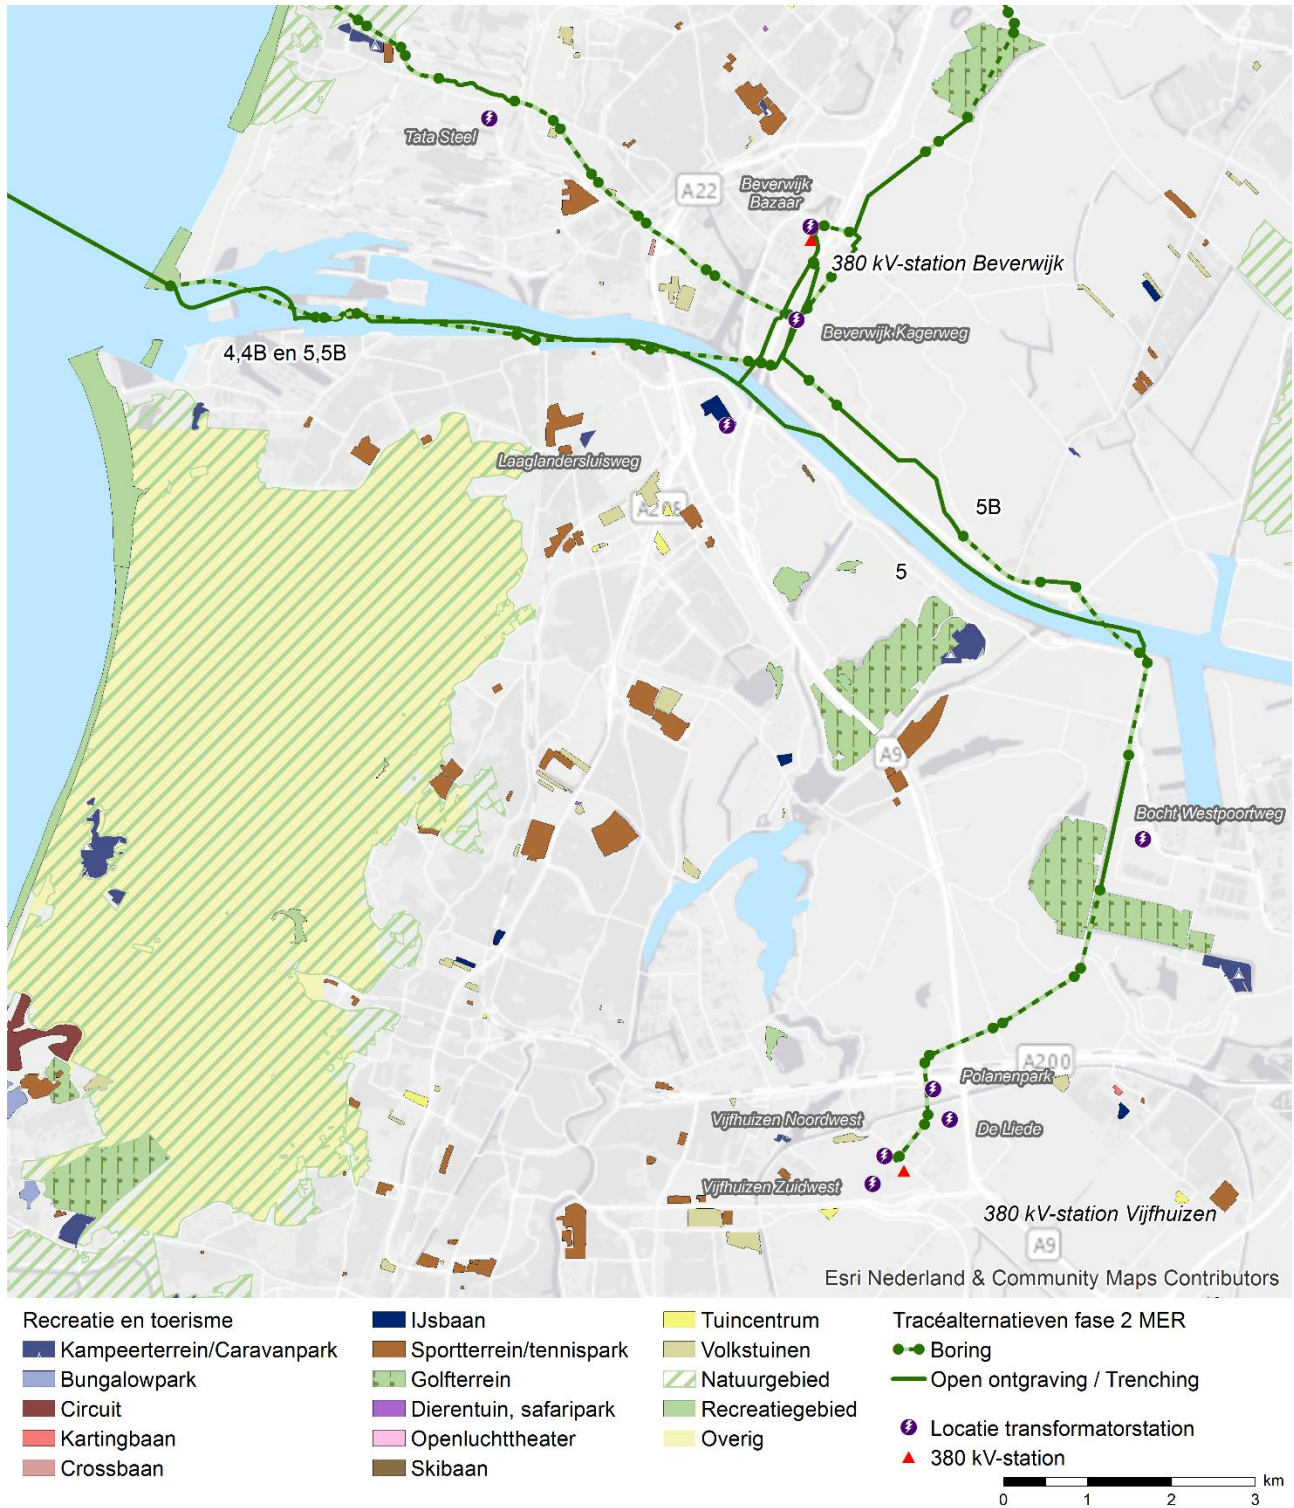 Tata Steel
A22
Beverwijk
Bazaar
380 kV-station Beverwijk
Beverwijk Kagerweg
4,4B en 5,5B
Laaglandersluisweg
A208
5B
5
A9
Bocht Westpoortweg
A200
Polanenpark
Vijfhuizen Noordwest
De Liede
Vijfhuizen Zuidwest
380 kV-station Vijfhuizen
A9
Esri Nederland & Community Maps Contributors
Recreatie en toerisme
Kampeerterrein/Caravanpark
Bungalowpark
Circuit
Kartingbaan
Crossbaan
IJsbaan
Sportterrein/tennispark
Golfterrein
Dierentuin, safaripark
Openluchttheater
Skibaan
Tuincentrum
Volkstuinen
Natuurgebied
Recreatiegebied
Overig
Tracéalternatieven fase 2 MER
Boring
Open ontgraving / Trenching
Locatie transformatorstation
380 kV-station
km
0 1 2 3